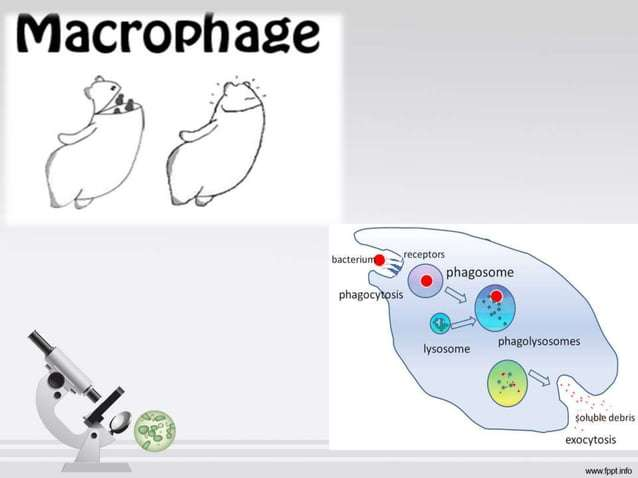 Macrophage
bacterium
receptors
phagosome
phagocytosis
lysosome
phagolysosomes
soluble debris
exocytosis
www.fppt.info